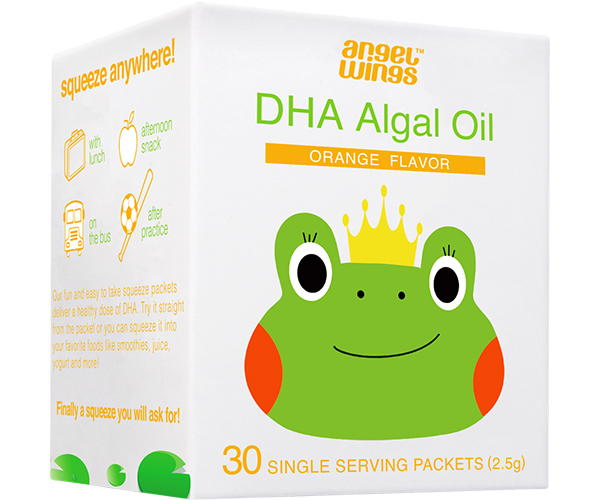 squeeze anywhere!
with
lunch
afternoon
snack
on
the bus
after
practice
Our fun and easy to take squeeze packets
deliver a healthy dose of DHA. Try it straight
from the packet or you can squeeze it into
your favorite foods like smoothies, juice,
yogurt and more!
Finally a squeeze you will ask for!
angel™
wings
DHA Algal Oil
ORANGE FLAVOR
30 SINGLE SERVING PACKETS (2.5g)